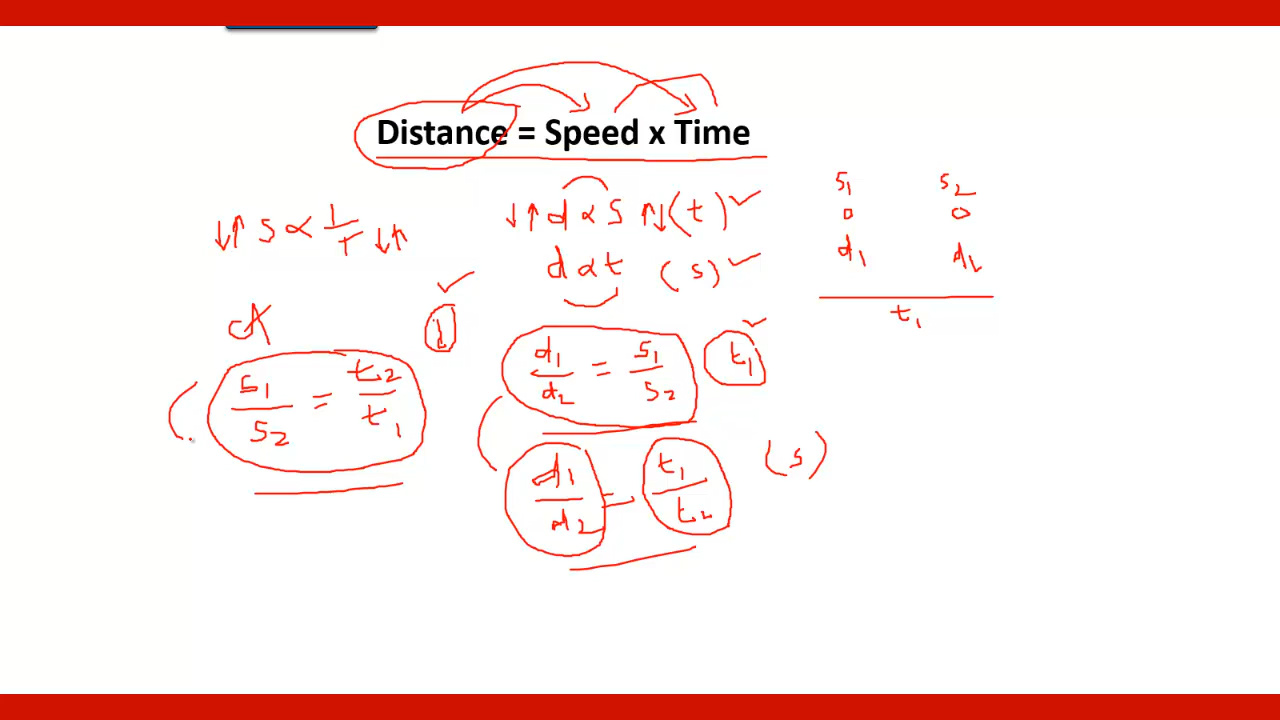 Distance = Speed x Time
↓↑ s ∝ 1/T ↓↑
↓↑ d ∝ s ↑↓ (t) ✓
d ∝ t (s) ✓
s1 s2
d1 d2
t1
s1/s2 = t2/t1
d1/d2 = s1/s2 t1 ✓
d1/d2 = t1/t2 (s)